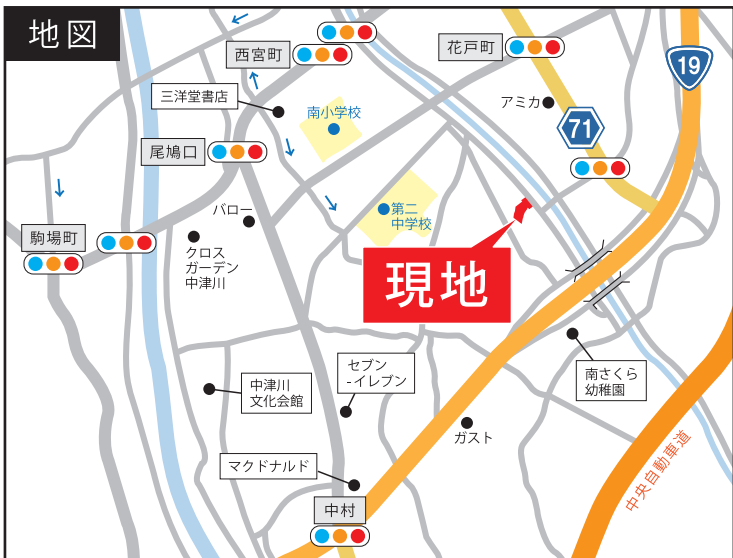 地図
西宮町
花戸町
19
三洋堂書店
アミカ
南小学校
71
尾鳩口
バロー
第二
中学校
駒場町
クロス
ガーデン
中津川
現地
セブン
-イレブン
南さくら
幼稚園
中津川
文化会館
ガスト
マクドナルド
中央自動車道
中村